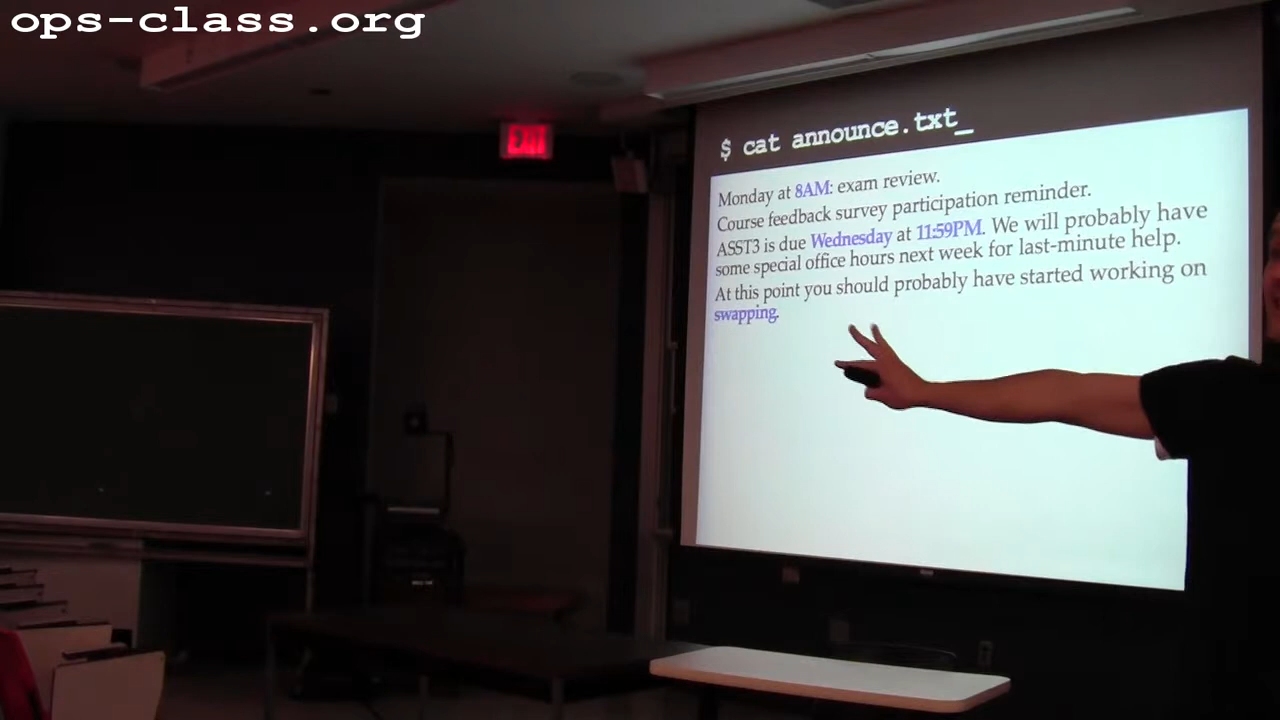 ops-class.org
EXIT
$ cat announce.txt_
Monday at 8AM: exam review.
Course feedback survey participation reminder.
ASST3 is due Wednesday at 11:59PM. We will probably have
some special office hours next week for last-minute help.
At this point you should probably have started working on
swapping.